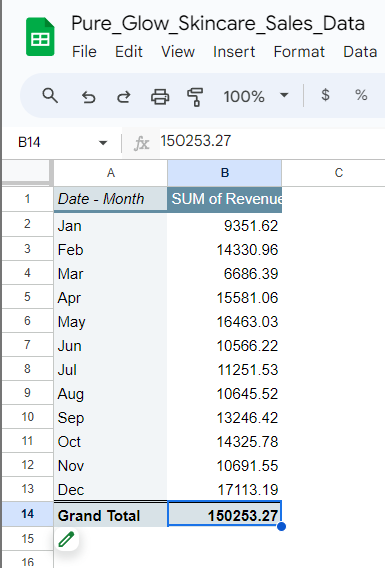 Pure_Glow_Skincare_Sales_Data
File Edit View Insert Format Data
100% $ %
B14 fx 150253.27
A B C
1 Date - Month SUM of Revenue
2 Jan 9351.62
3 Feb 14330.96
4 Mar 6686.39
5 Apr 15581.06
6 May 16463.03
7 Jun 10566.22
8 Jul 11251.53
9 Aug 10645.52
10 Sep 13246.42
11 Oct 14325.78
12 Nov 10691.55
13 Dec 17113.19
14 Grand Total 150253.27
15
16